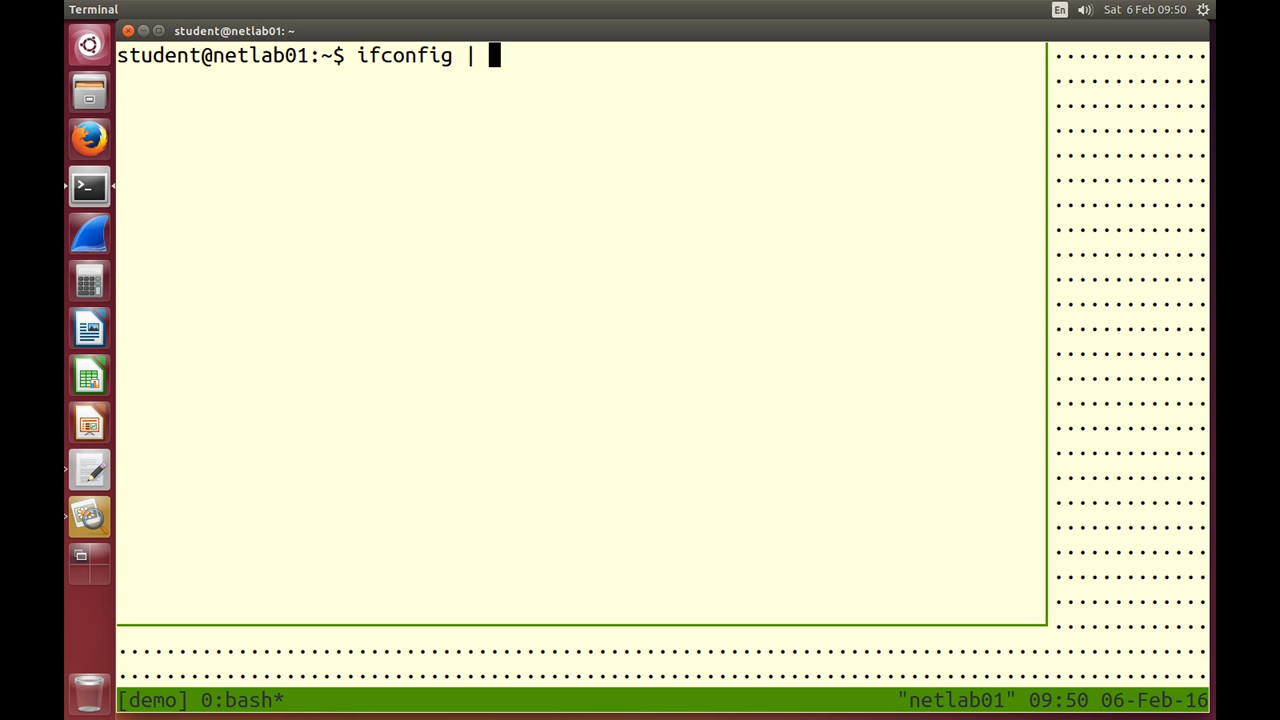 Terminal
En
Sat 6 Feb 09:50
student@netlab01: ~
student@netlab01:~$ ifconfig |
[demo] 0:bash*
"netlab01" 09:50 06-Feb-16